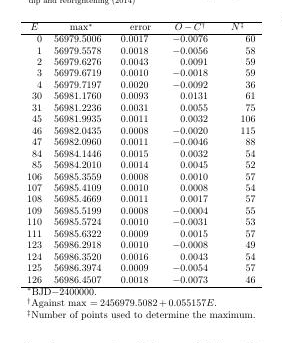 dip and rebrightening (2014)
E max* error O − C† N‡
0 56979.5006 0.0017 −0.0076 60
1 56979.5578 0.0018 −0.0056 58
2 56979.6276 0.0043 0.0091 59
3 56979.6719 0.0010 −0.0018 59
4 56979.7197 0.0020 −0.0092 36
30 56981.1760 0.0093 0.0131 61
31 56981.2236 0.0031 0.0055 75
45 56981.9935 0.0011 0.0032 106
46 56982.0435 0.0008 −0.0020 115
47 56982.0960 0.0011 −0.0046 88
84 56984.1446 0.0015 0.0032 54
85 56984.2010 0.0014 0.0045 52
106 56985.3559 0.0008 0.0010 57
107 56985.4109 0.0010 0.0008 54
108 56985.4669 0.0011 0.0017 57
109 56985.5199 0.0008 −0.0004 55
110 56985.5724 0.0010 −0.0031 53
111 56985.6322 0.0009 0.0015 57
123 56986.2918 0.0010 −0.0008 49
124 56986.3520 0.0016 0.0043 54
125 56986.3974 0.0009 −0.0054 57
126 56986.4507 0.0018 −0.0073 46
*BJD−2400000.
†Against max = 2456979.5082 + 0.055157E.
‡Number of points used to determine the maximum.